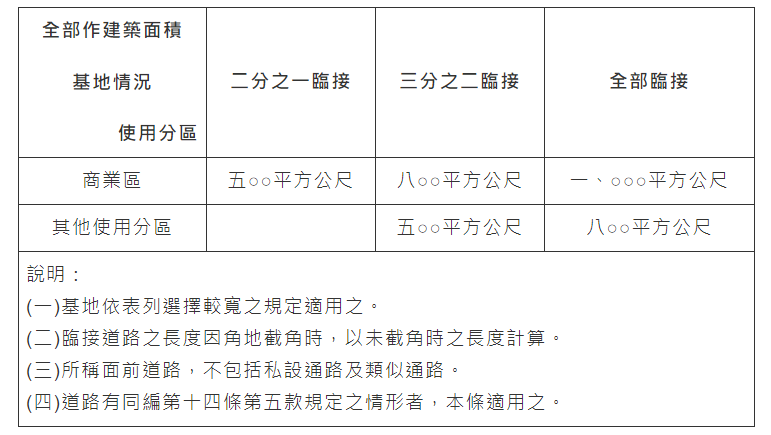 全部作建築面積
基地情況
使用分區
二分之一臨接
三分之二臨接
全部臨接
商業區
五○○平方公尺
八○○平方公尺
一、○○○平方公尺
其他使用分區
五○○平方公尺
八○○平方公尺
說明：
(一)基地依表列選擇較寬之規定適用之。
(二)臨接道路之長度因角地截角時，以未截角時之長度計算。
(三)所稱面前道路，不包括私設通路及類似通路。
(四)道路有同編第十四條第五款規定之情形者，本條適用之。